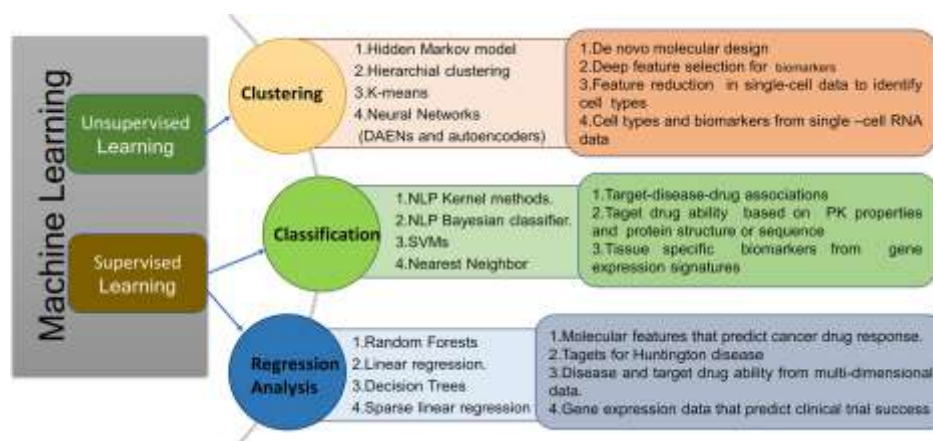 Machine Learning
Unsupervised
Learning
Supervised
Learning
Clustering
1.Hidden Markov model
2.Hierarchial clustering
3.K-means
4.Neural Networks
(DAENs and autoencoders)
1.De novo molecular design
2.Deep feature selection for biomarkers
3.Feature reduction in single-cell data to identify
cell types
4.Cell types and biomarkers from single –cell RNA
data
Classification
1.NLP Kernel methods.
2.NLP Bayesian classifier.
3.SVMs
4.Nearest Neighbor
1.Target-disease-drug associations
2.Taget drug ability based on PK properties
and protein structure or sequence
3.Tissue specific biomarkers from gene
expression signatures
Regression
Analysis
1.Random Forests
2.Linear regression.
3.Decision Trees
4.Sparse linear regression
1.Molecular features that predict cancer drug response.
2.Tagets for Huntington disease
3.Disease and target drug ability from multi-dimensional
data.
4.Gene expression data that predict clinical trial success